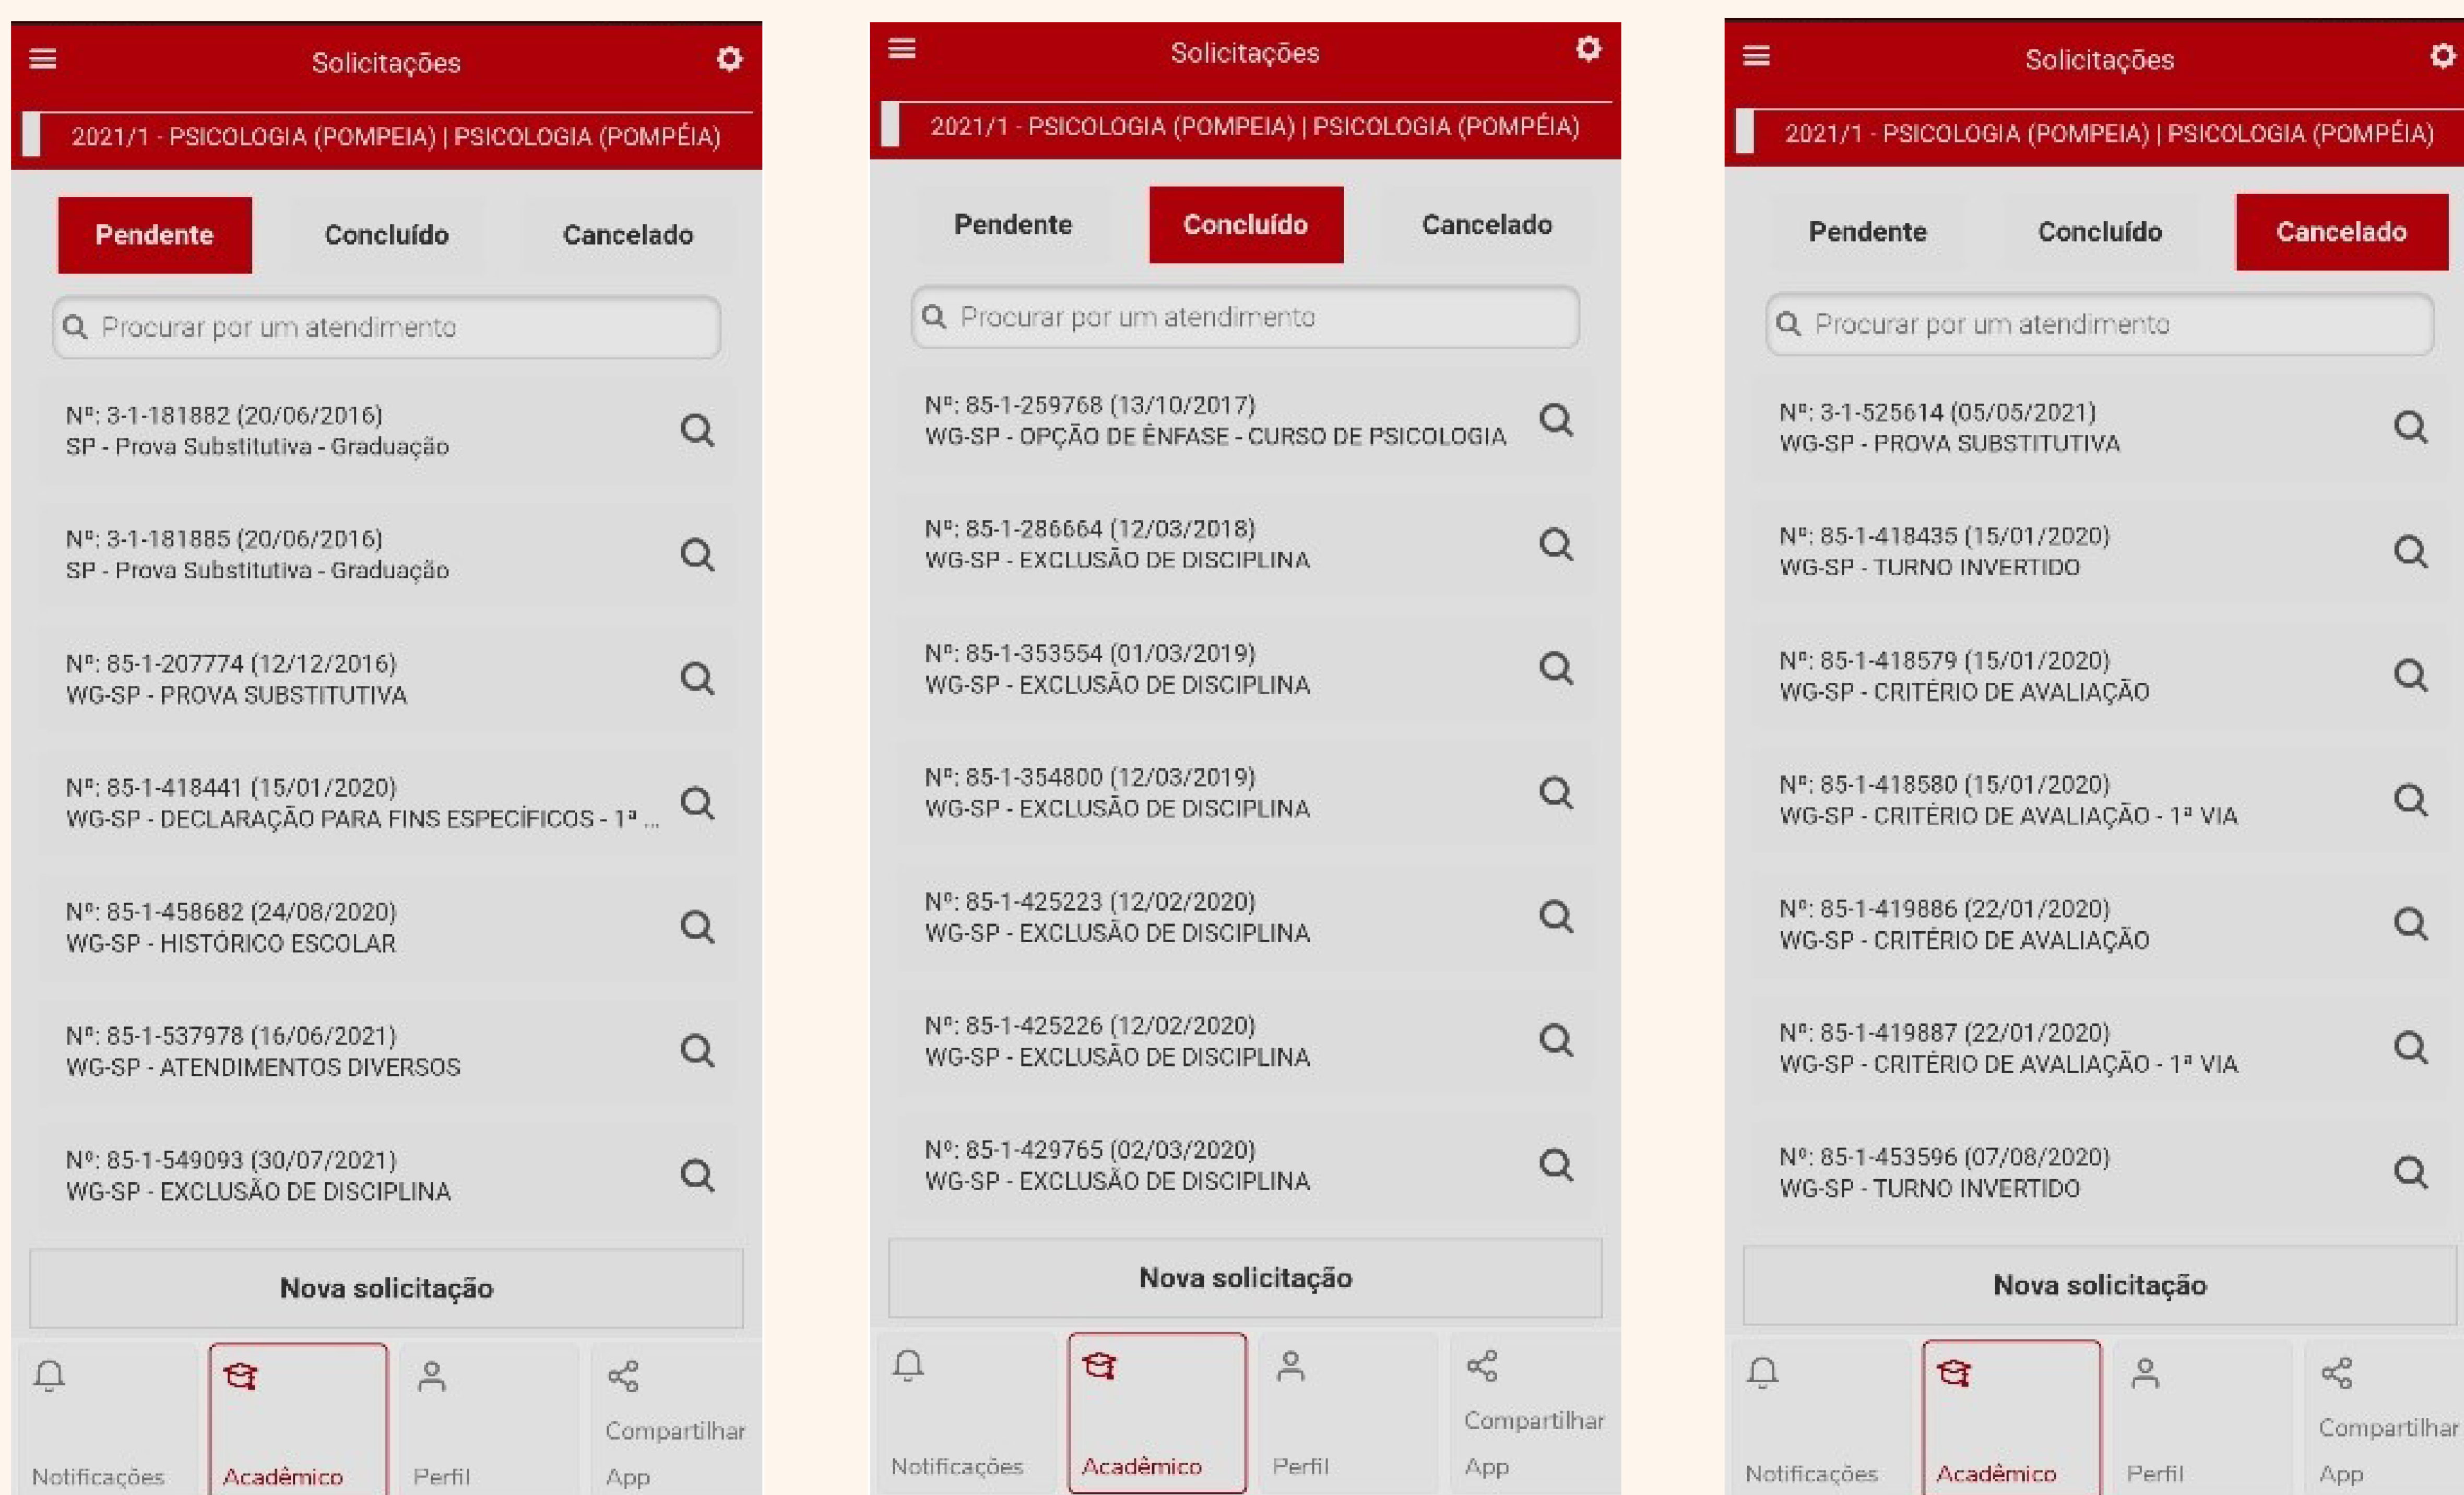 Solicitações
2021/1 - PSICOLOGIA (POMPEIA) | PSICOLOGIA (POMPÉIA)
Pendente
Concluído
Cancelado
Procurar por um atendimento
Nº: 3-1-181882 (20/06/2016)
SP - Prova Substitutiva - Graduação
Nº: 3-1-181885 (20/06/2016)
SP - Prova Substitutiva - Graduação
Nº: 85-1-207774 (12/12/2016)
WG-SP - PROVA SUBSTITUTIVA
Nº: 85-1-418441 (15/01/2020)
WG-SP - DECLARAÇÃO PARA FINS ESPECÍFICOS - 1ª ...
Nº: 85-1-458682 (24/08/2020)
WG-SP - HISTÓRICO ESCOLAR
Nº: 85-1-537978 (16/06/2021)
WG-SP - ATENDIMENTOS DIVERSOS
Nº: 85-1-549093 (30/07/2021)
WG-SP - EXCLUSÃO DE DISCIPLINA
Nova solicitação
Notificações
Acadêmico
Perfil
Compartilhar
App
Solicitações
2021/1 - PSICOLOGIA (POMPEIA) | PSICOLOGIA (POMPÉIA)
Pendente
Concluído
Cancelado
Procurar por um atendimento
Nº: 85-1-259768 (13/10/2017)
WG-SP - OPÇÃO DE ÊNFASE - CURSO DE PSICOLOGIA
Nº: 85-1-286664 (12/03/2018)
WG-SP - EXCLUSÃO DE DISCIPLINA
Nº: 85-1-353554 (01/03/2019)
WG-SP - EXCLUSÃO DE DISCIPLINA
Nº: 85-1-354800 (12/03/2019)
WG-SP - EXCLUSÃO DE DISCIPLINA
Nº: 85-1-425223 (12/02/2020)
WG-SP - EXCLUSÃO DE DISCIPLINA
Nº: 85-1-425226 (12/02/2020)
WG-SP - EXCLUSÃO DE DISCIPLINA
Nº: 85-1-429765 (02/03/2020)
WG-SP - EXCLUSÃO DE DISCIPLINA
Nova solicitação
Notificações
Acadêmico
Perfil
Compartilhar
App
Solicitações
2021/1 - PSICOLOGIA (POMPEIA) | PSICOLOGIA (POMPÉIA)
Pendente
Concluído
Cancelado
Procurar por um atendimento
Nº: 3-1-525614 (05/05/2021)
WG-SP - PROVA SUBSTITUTIVA
Nº: 85-1-418435 (15/01/2020)
WG-SP - TURNO INVERTIDO
Nº: 85-1-418579 (15/01/2020)
WG-SP - CRITÉRIO DE AVALIAÇÃO
Nº: 85-1-418580 (15/01/2020)
WG-SP - CRITÉRIO DE AVALIAÇÃO - 1ª VIA
Nº: 85-1-419886 (22/01/2020)
WG-SP - CRITÉRIO DE AVALIAÇÃO
Nº: 85-1-419887 (22/01/2020)
WG-SP - CRITÉRIO DE AVALIAÇÃO - 1ª VIA
Nº: 85-1-453596 (07/08/2020)
WG-SP - TURNO INVERTIDO
Nova solicitação
Notificações
Acadêmico
Perfil
Compartilhar
App